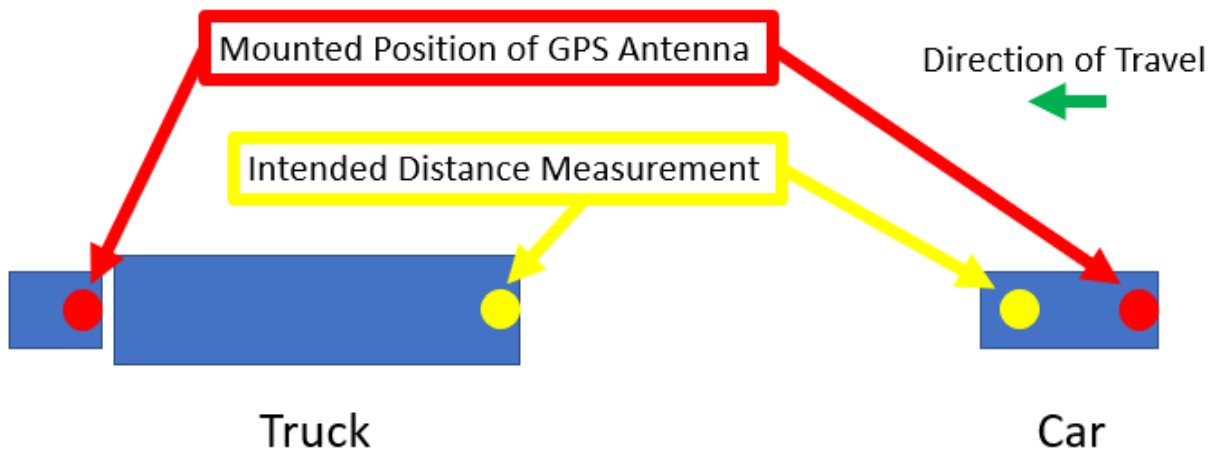 Mounted Position of GPS Antenna
Direction of Travel
Intended Distance Measurement
Truck
Car